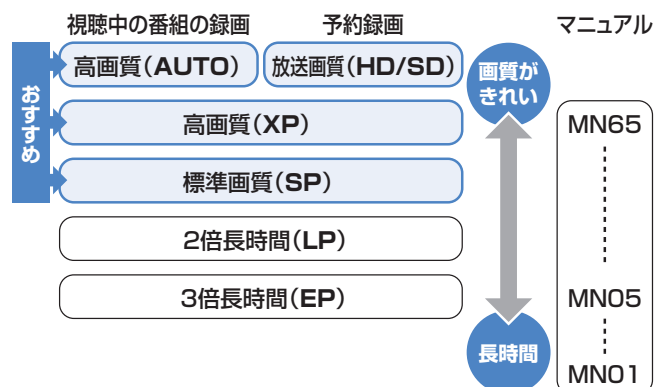 視聴中の番組の録画
予約録画
マニュアル
おすすめ
高画質(AUTO)
放送画質(HD/SD)
画質が
きれい
高画質(XP)
標準画質(SP)
2倍長時間(LP)
3倍長時間(EP)
長時間
MN65
MN05
MN01